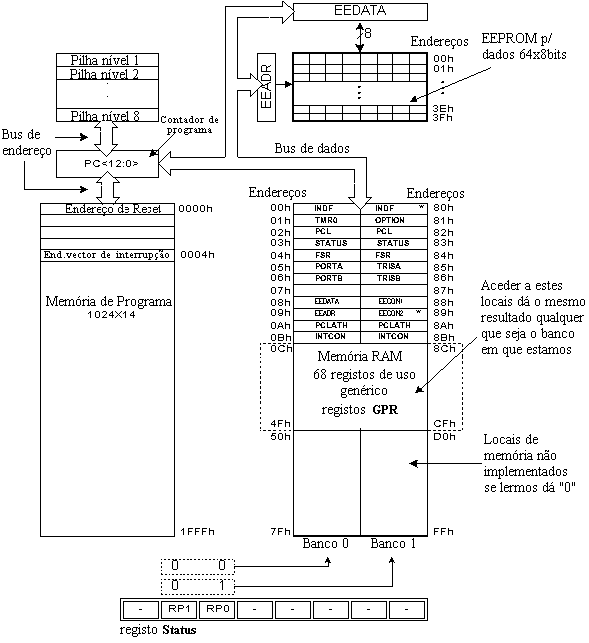 EEDATA
8
Endereços
EEPROM p/
dados 64x8bits
EEADR
00h
01h
3Eh
3Fh
Pilha nível 1
Pilha nível 2
Pilha nível 8
Contador de
programa
Bus de
endereço
PC<12:0>
Bus de dados
Endereços
Endereços
Endereço de Reset 0000h
End.vector de interrupção 0004h
Memória de Programa
1024X14
1FFFh
00h INDF INDF * 80h
01h TMR0 OPTION 81h
02h PCL PCL 82h
03h STATUS STATUS 83h
04h FSR FSR 84h
05h PORTA TRISA 85h
06h PORTB TRISB 86h
07h 87h
08h EEDATA EECON1 88h
09h EEADR EECON2 * 89h
0Ah PCLATH PCLATH 8Ah
0Bh INTCON INTCON 8Bh
0Ch 8Ch
Memória RAM
68 registos de uso
genérico
registos GPR
4Fh CFh
50h D0h
7Fh FFh
Aceder a estes
locais dá o mesmo
resultado qualquer
que seja o banco
em que estamos
Locais de
memória não
implementados
se lermos dá "0"
Banco 0 Banco 1
0 0
0 1
- RP1 RP0 - - - - -
registo Status